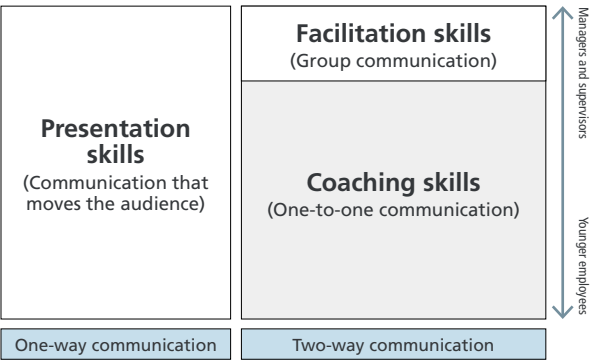 Presentation
skills
(Communication that
moves the audience)
Facilitation skills
(Group communication)
Coaching skills
(One-to-one communication)
Managers and supervisors
Younger employees
One-way communication
Two-way communication